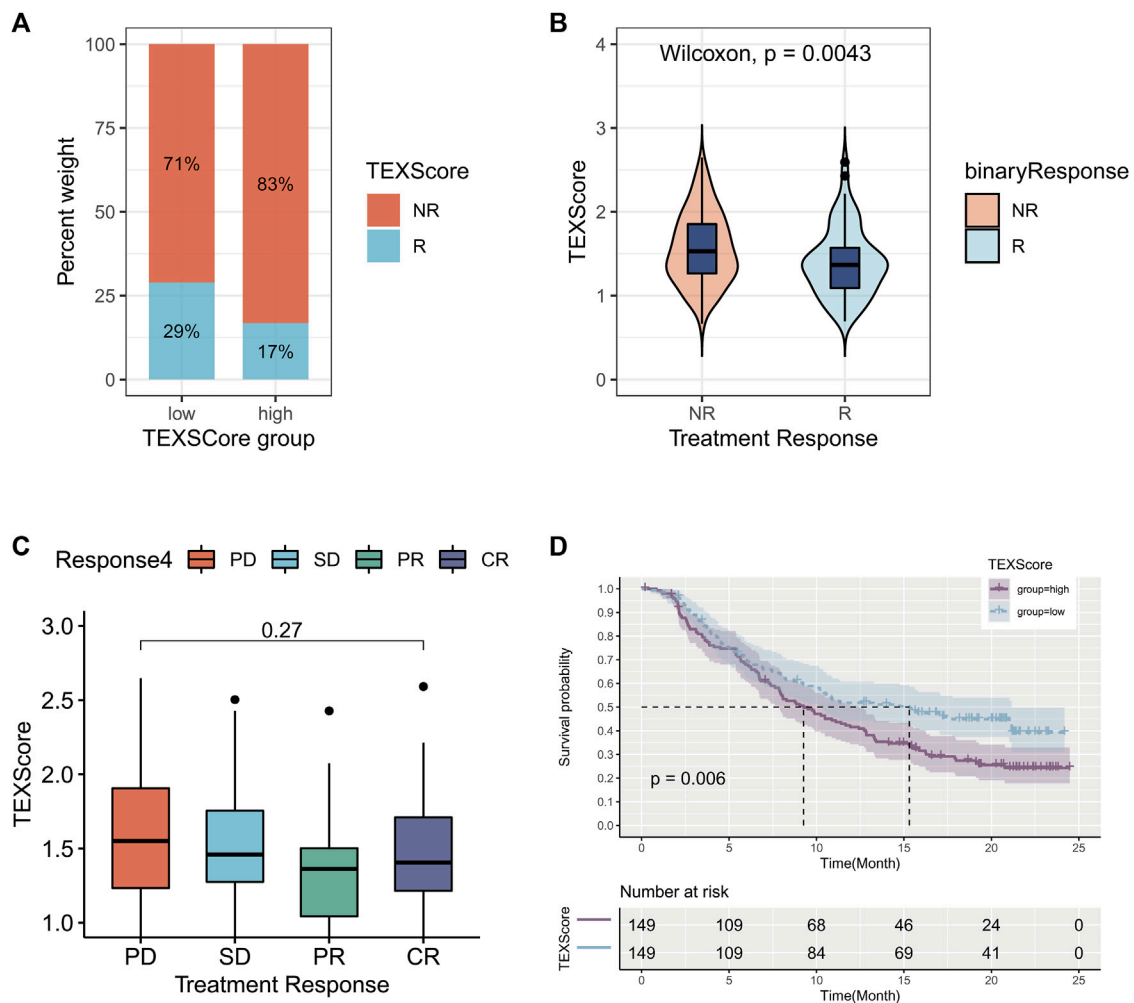 A
100
75
50
25
0
Percent weight
71%
83%
29%
17%
low
high
TEXSCore group
TEXScore
NR
R
B
4
3
2
1
0
TEXScore
Wilcoxon, p = 0.0043
NR
R
Treatment Response
binaryResponse
NR
R
C
Response4
PD
SD
PR
CR
3.0
2.5
2.0
1.5
1.0
TEXScore
0.27
PD
SD
PR
CR
Treatment Response
D
TEXScore
group=high
group=low
1.0
0.9
0.8
0.7
0.6
0.5
0.4
0.3
0.2
0.1
0.0
Survival probability
p = 0.006
0
5
10
15
20
25
Time(Month)
Number at risk
TEXScore
149 109 68 46 24 0
149 109 84 69 41 0
0
5
10
15
20
25
Time(Month)